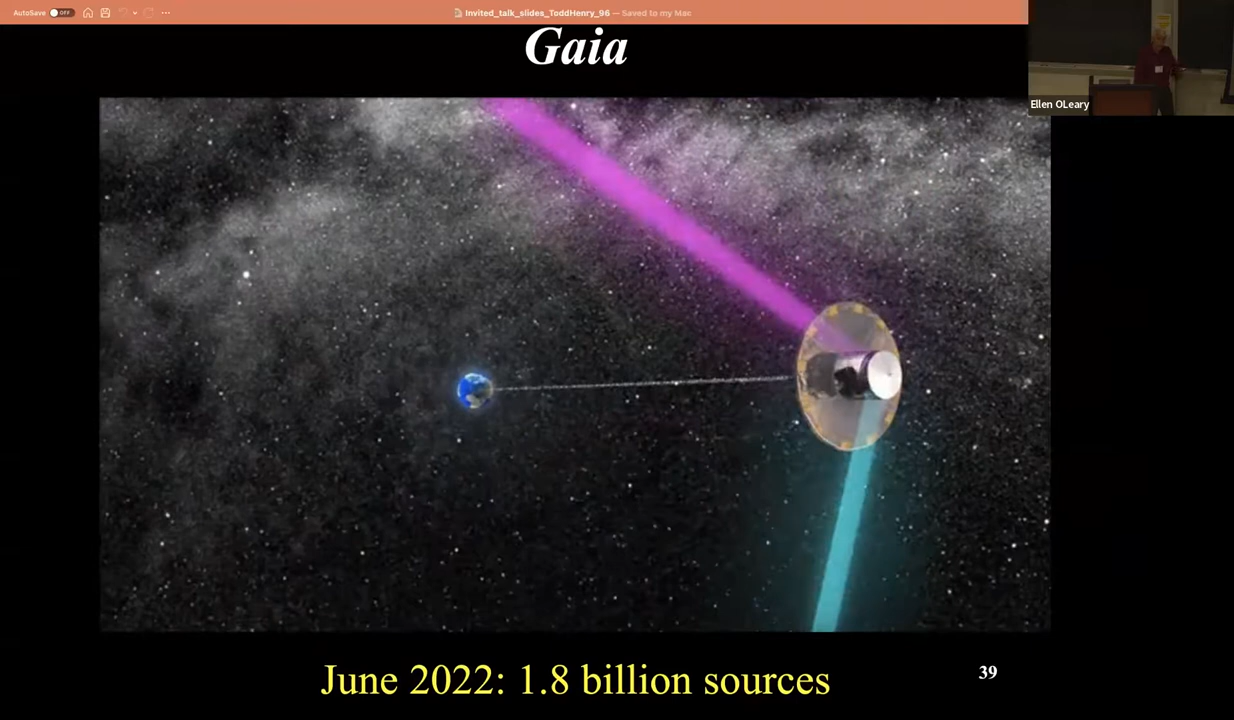 AutoSave OFF
Invited_talk_slides_ToddHenry_96 — Saved to my Mac
Gaia
Ellen OLeary
June 2022: 1.8 billion sources
39